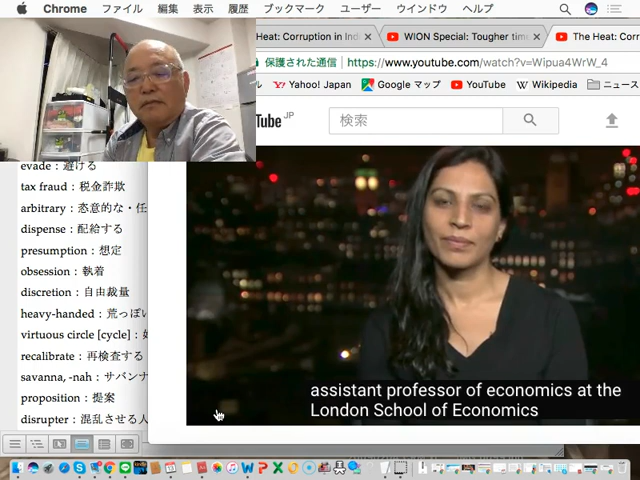 Chrome ファイル 編集 表示 履歴 ブックマーク ユーザー ウインドウ ヘルプ
Heat: Corruption in Ind
WION Special: Tougher time
The Heat: Corr
保護された通信 https://www.youtube.com/watch?v=Wipua4WrW_4
Yahoo! Japan Google マップ YouTube Wikipedia ニュース
Tube JP
検索
evade：避ける
tax fraud：税金詐欺
arbitrary：恣意的な・任
dispense：配給する
presumption：想定
obsession：執着
discretion：自由裁量
heavy-handed：荒っぽい
virtuous circle [cycle]：
recalibrate：再検査する
savanna, -nah：サバンナ
proposition：提案
disrupter：混乱させる人
assistant professor of economics at the
London School of Economics